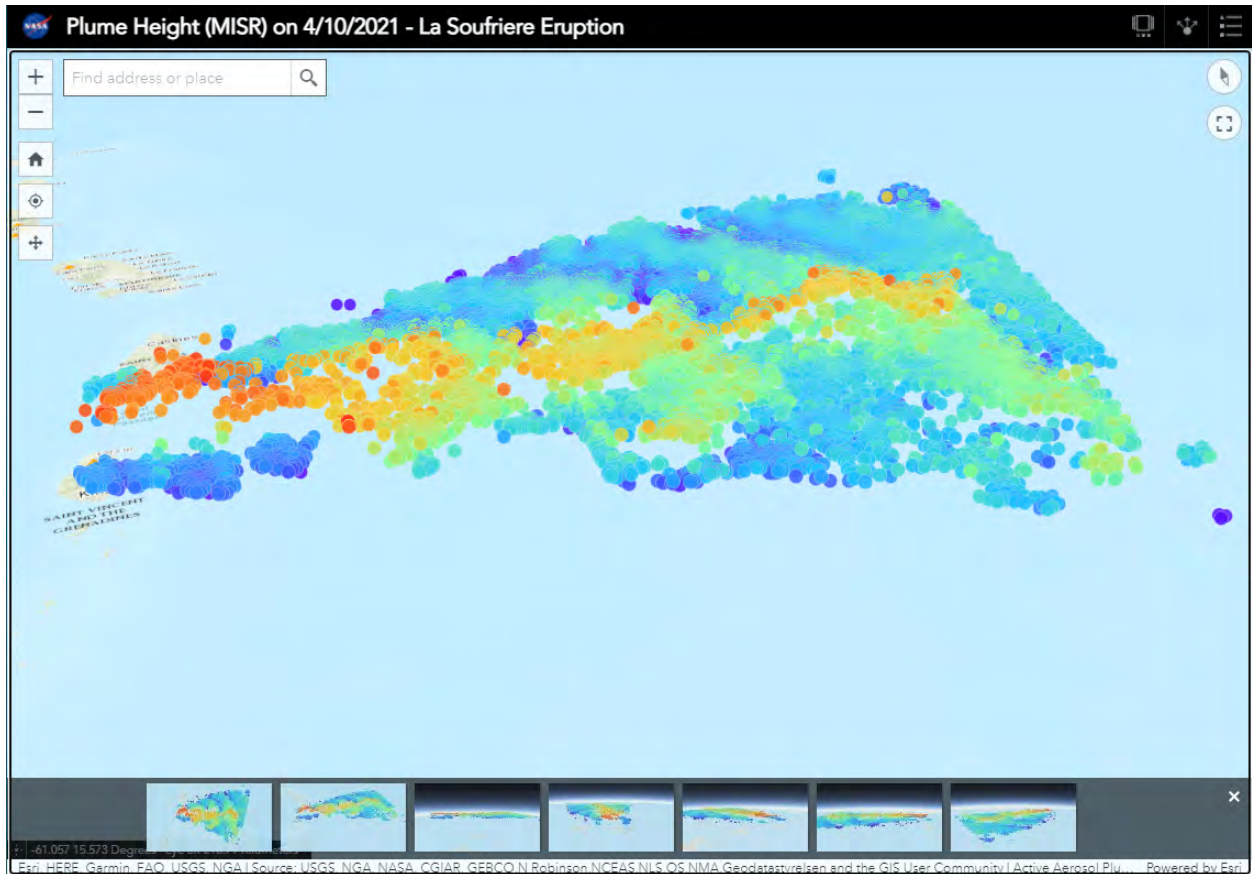 NASA
Plume Height (MISR) on 4/10/2021 - La Soufriere Eruption
Find address or place
Castries
SAINT VINCENT
AND THE
GRENADINES
-61.057 15.573 Degrees
Esri, HERE, Garmin, FAO, USGS, NGA | Source: USGS, NGA, NASA, CGIAR, GEBCO,N Robinson,NCEAS,NLS,OS,NMA,Geodatastyrelsen and the GIS User Community | Active Aerosol Plu... Powered by Esri